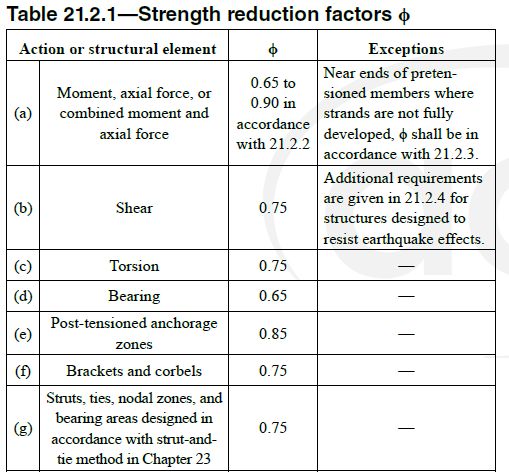 Table 21.2.1—Strength reduction factors ϕ
Action or structural element ϕ Exceptions
(a) Moment, axial force, or combined moment and axial force 0.65 to 0.90 in accordance with 21.2.2 Near ends of preten-
sioned members where
strands are not fully
developed, ϕ shall be in
accordance with 21.2.3.
(b) Shear 0.75 Additional requirements
are given in 21.2.4 for
structures designed to
resist earthquake effects.
(c) Torsion 0.75 —
(d) Bearing 0.65 —
(e) Post-tensioned anchorage zones 0.85 —
(f) Brackets and corbels 0.75 —
(g) Struts, ties, nodal zones, and
bearing areas designed in
accordance with strut-and-
tie method in Chapter 23 0.75 —